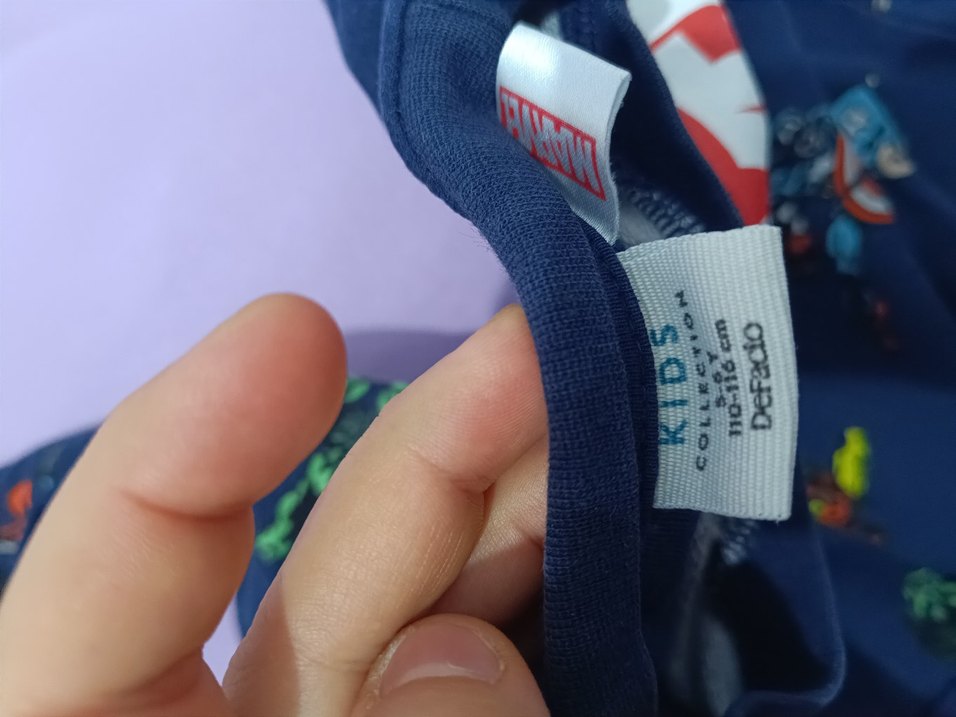 MARVEL
KIDS
COLLECTION
5-6 Y
110-116 cm
DeFacto